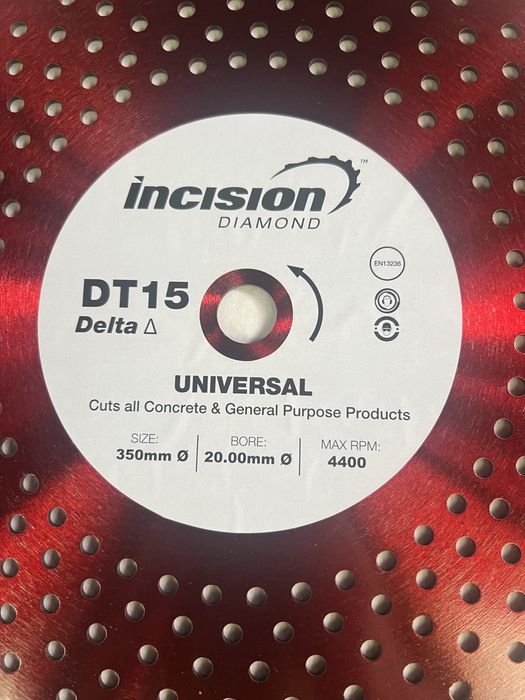 incision™
DIAMOND
EN13236
DT15
Delta Δ
UNIVERSAL
Cuts all Concrete & General Purpose Products
SIZE: BORE: MAX RPM:
350mm Ø 20.00mm Ø 4400